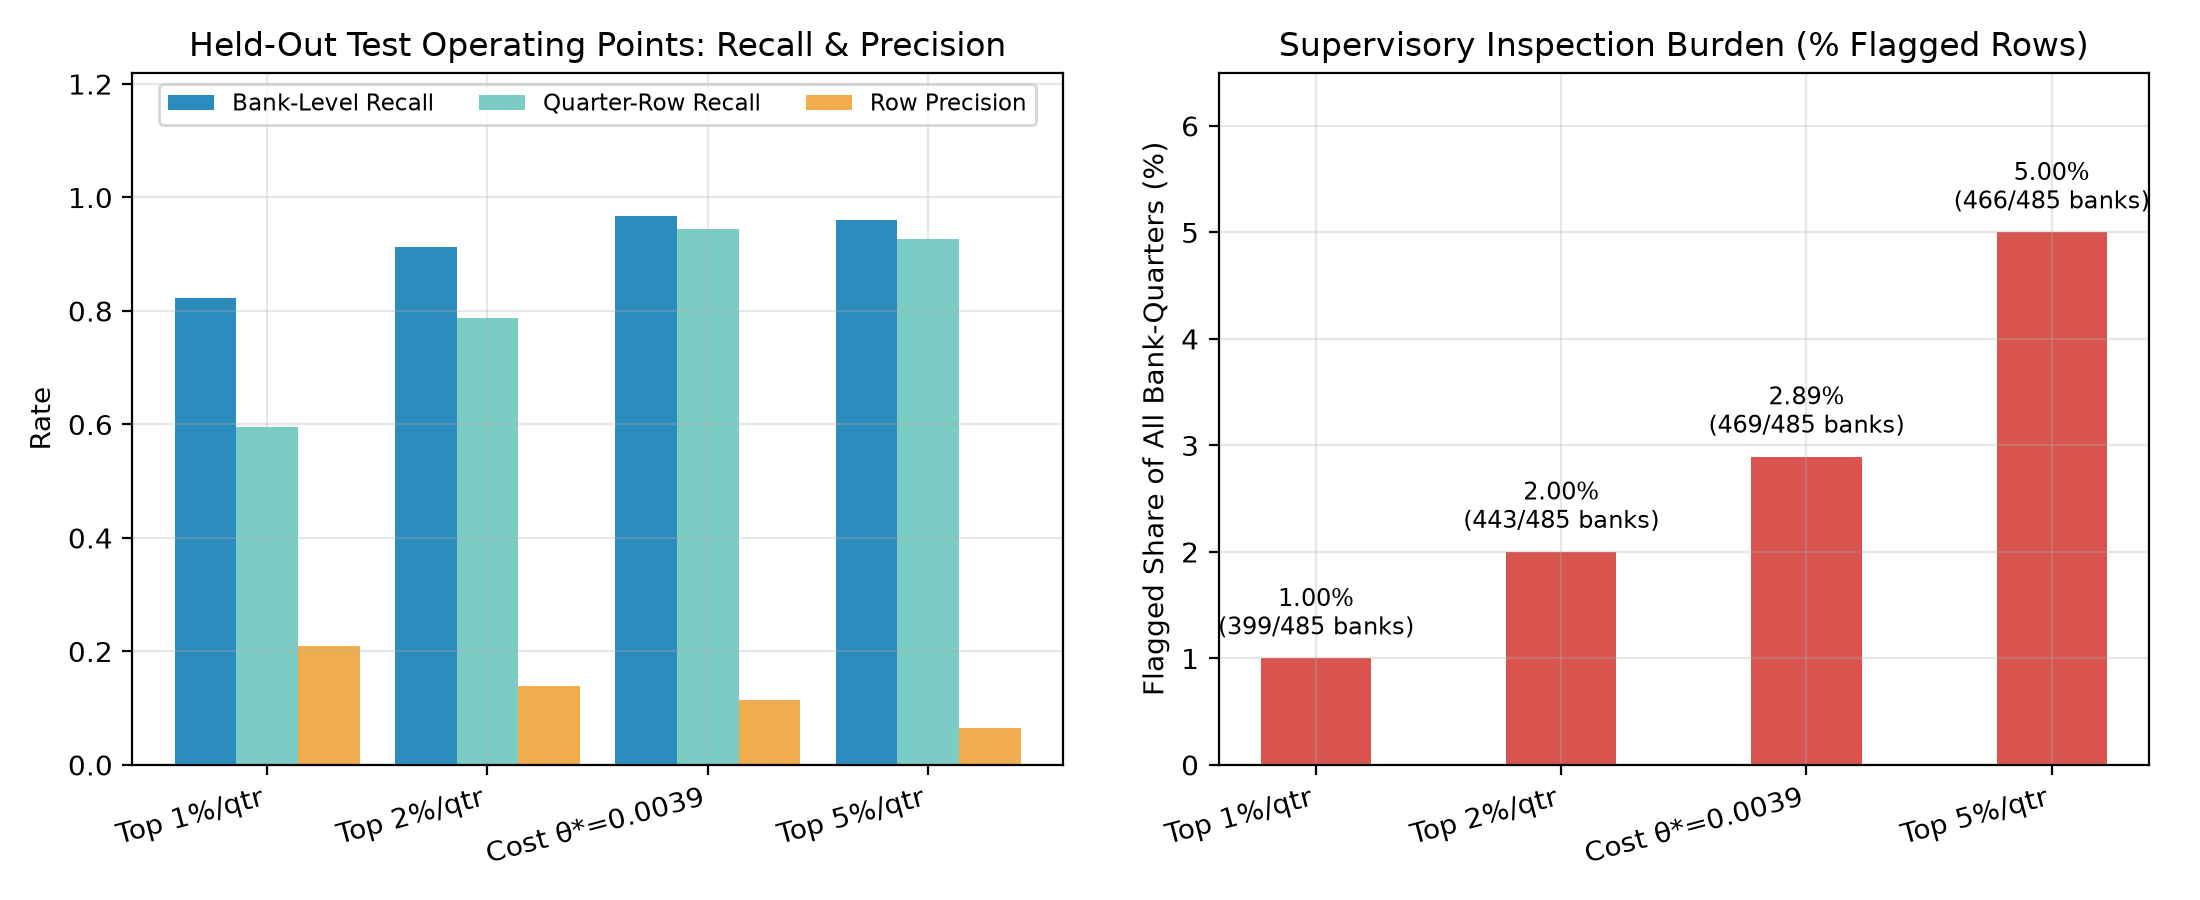 Held-Out Test Operating Points: Recall & Precision
Bank-Level Recall
Quarter-Row Recall
Row Precision
Rate
1.2
1.0
0.8
0.6
0.4
0.2
0.0
Top 1%/qtr
Top 2%/qtr
Cost θ*=0.0039
Top 5%/qtr
Supervisory Inspection Burden (% Flagged Rows)
Flagged Share of All Bank-Quarters (%)
6
5
4
3
2
1
0
1.00%
(399/485 banks)
2.00%
(443/485 banks)
2.89%
(469/485 banks)
5.00%
(466/485 banks)
Top 1%/qtr
Top 2%/qtr
Cost θ*=0.0039
Top 5%/qtr